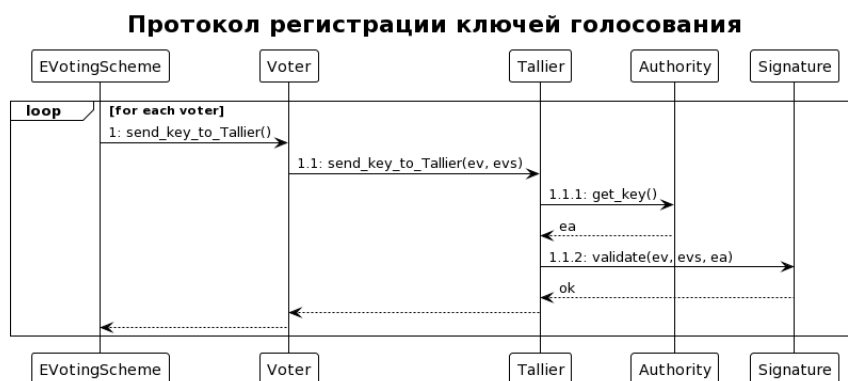 Протокол регистрации ключей голосования
EVotingScheme Voter Tallier Authority Signature
loop [for each voter]
1: send_key_to_Tallier()
1.1: send_key_to_Tallier(ev, evs)
1.1.1: get_key()
ea
1.1.2: validate(ev, evs, ea)
ok
EVotingScheme Voter Tallier Authority Signature